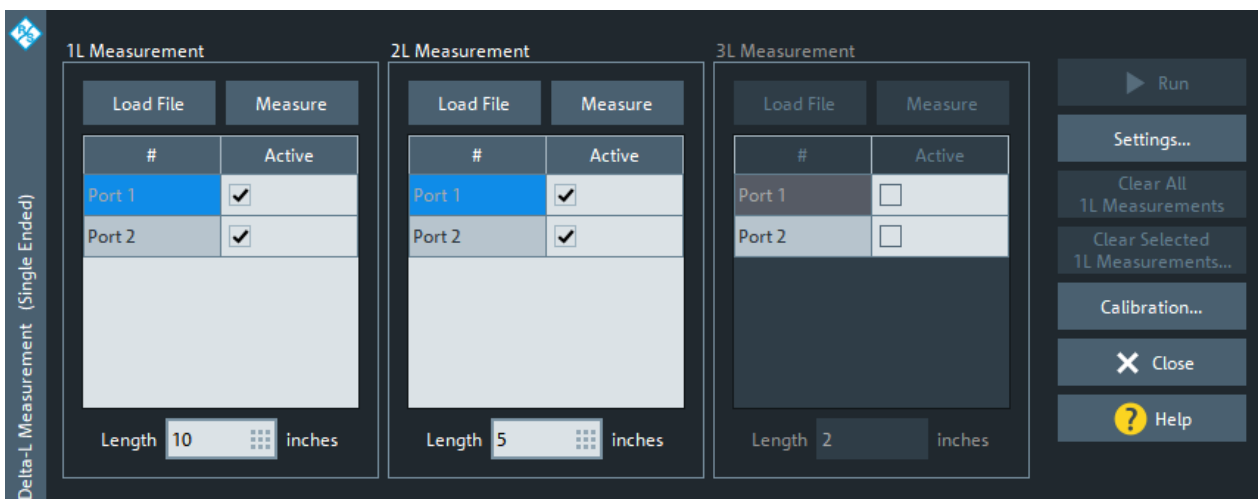 R/S
Delta-L Measurement (Single Ended)
1L Measurement
Load File Measure
# Active
Port 1
Port 2
Length 10 inches
2L Measurement
Load File Measure
# Active
Port 1
Port 2
Length 5 inches
3L Measurement
Load File Measure
# Active
Port 1
Port 2
Length 2 inches
Run
Settings...
Clear All
1L Measurements
Clear Selected
1L Measurements...
Calibration...
Close
? Help